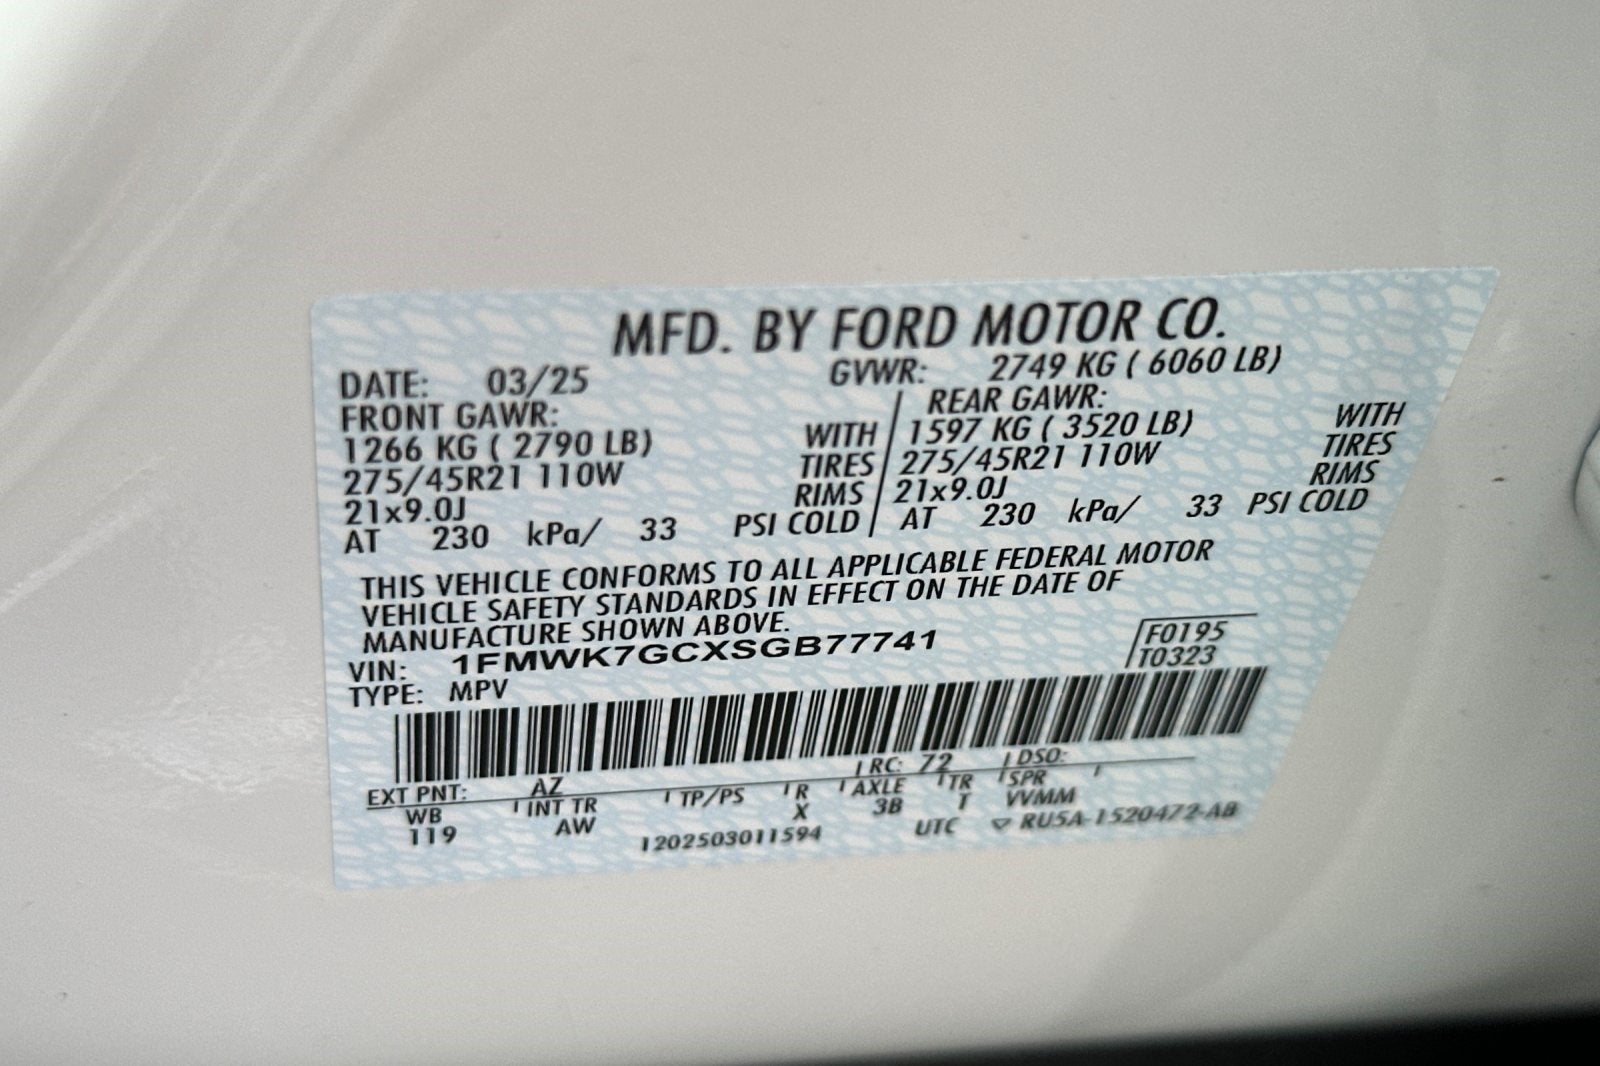 MFD. BY FORD MOTOR CO.
DATE: 03/25 GVWR: 2749 KG ( 6060 LB)
FRONT GAWR: REAR GAWR:
1266 KG ( 2790 LB) WITH 1597 KG ( 3520 LB) WITH
275/45R21 110W TIRES 275/45R21 110W TIRES
21x9.0J RIMS 21x9.0J RIMS
AT 230 kPa/ 33 PSI COLD AT 230 kPa/ 33 PSI COLD
THIS VEHICLE CONFORMS TO ALL APPLICABLE FEDERAL MOTOR
VEHICLE SAFETY STANDARDS IN EFFECT ON THE DATE OF
MANUFACTURE SHOWN ABOVE.
VIN: 1FMWK7GCXSGB77741 F0195
TYPE: MPV T0323
EXT PNT: AZ RC: 72 DSO:
WB INT TR TP/PS R AXLE TR SPR
119 AW X 3B T VVMM
1202503011594 UTC ▽ RU5A-1520472-AB